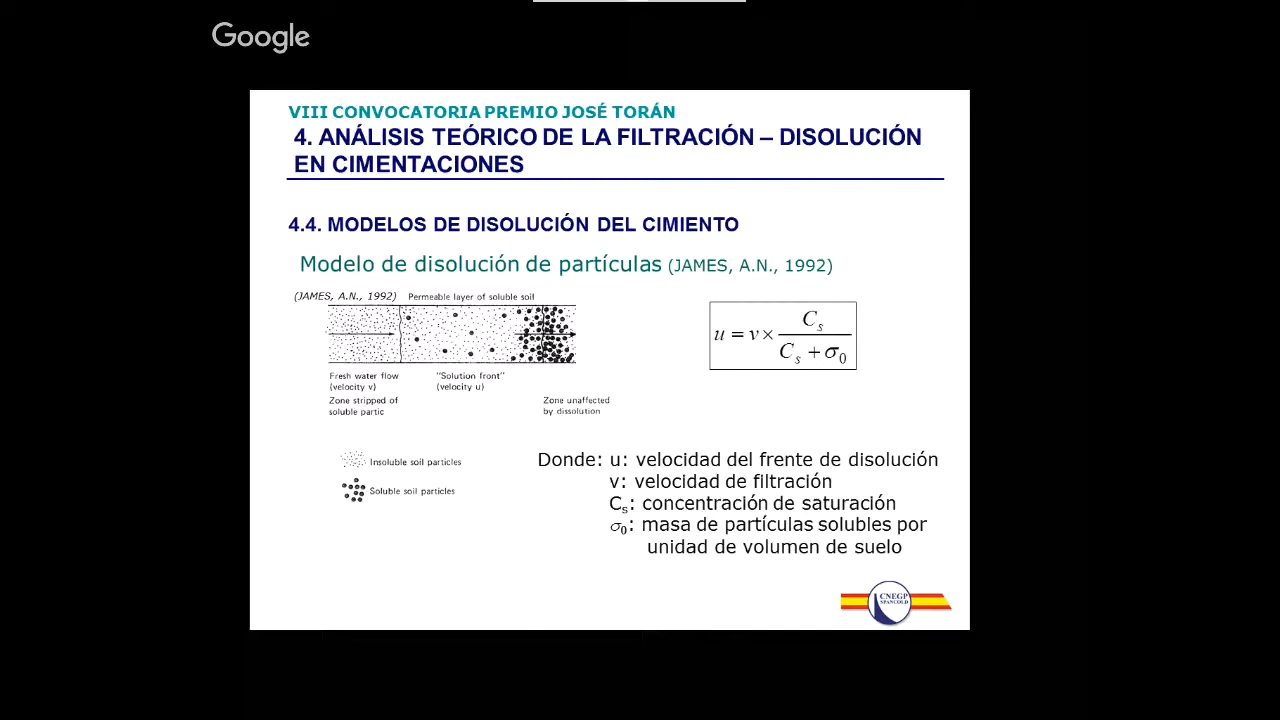 Google
VIII CONVOCATORIA PREMIO JOSÉ TORÁN
4. ANÁLISIS TEÓRICO DE LA FILTRACIÓN – DISOLUCIÓN
EN CIMENTACIONES
4.4. MODELOS DE DISOLUCIÓN DEL CIMIENTO
Modelo de disolución de partículas (JAMES, A.N., 1992)
(JAMES, A.N., 1992) Permeable layer of soluble soil
u = v × C_s / (C_s + σ_0)
Fresh water flow
(velocity v)
"Solution front"
(velocity u)
Zone stripped of
soluble partic
Zone unaffected
by dissolution
Insoluble soil particles
Soluble soil particles
Donde: u: velocidad del frente de disolución
v: velocidad de filtración
Cs: concentración de saturación
σ0: masa de partículas solubles por
unidad de volumen de suelo
CNEGP
SPANCOLD